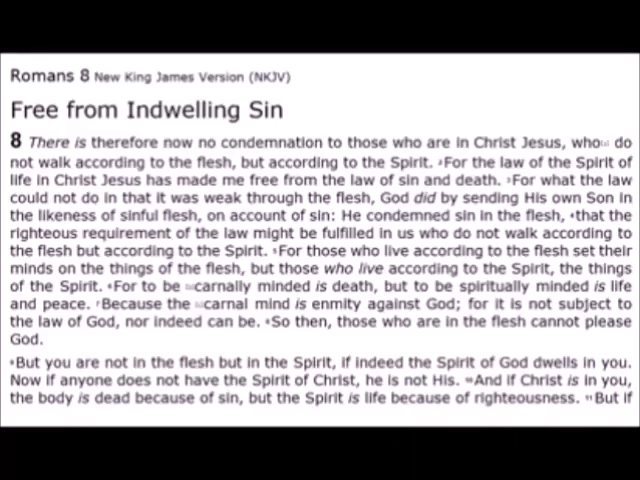 Romans 8 New King James Version (NKJV)
Free from Indwelling Sin
8 There is therefore now no condemnation to those who are in Christ Jesus, who do
not walk according to the flesh, but according to the Spirit. 2For the law of the Spirit of
life in Christ Jesus has made me free from the law of sin and death. 3For what the law
could not do in that it was weak through the flesh, God did by sending His own Son in
the likeness of sinful flesh, on account of sin: He condemned sin in the flesh, 4that the
righteous requirement of the law might be fulfilled in us who do not walk according to
the flesh but according to the Spirit. 5For those who live according to the flesh set their
minds on the things of the flesh, but those who live according to the Spirit, the things
of the Spirit. 6For to be carnally minded is death, but to be spiritually minded is life
and peace. 7Because the carnal mind is enmity against God; for it is not subject to
the law of God, nor indeed can be. 8So then, those who are in the flesh cannot please
God.
9But you are not in the flesh but in the Spirit, if indeed the Spirit of God dwells in you.
Now if anyone does not have the Spirit of Christ, he is not His. 10And if Christ is in you,
the body is dead because of sin, but the Spirit is life because of righteousness. 11But if